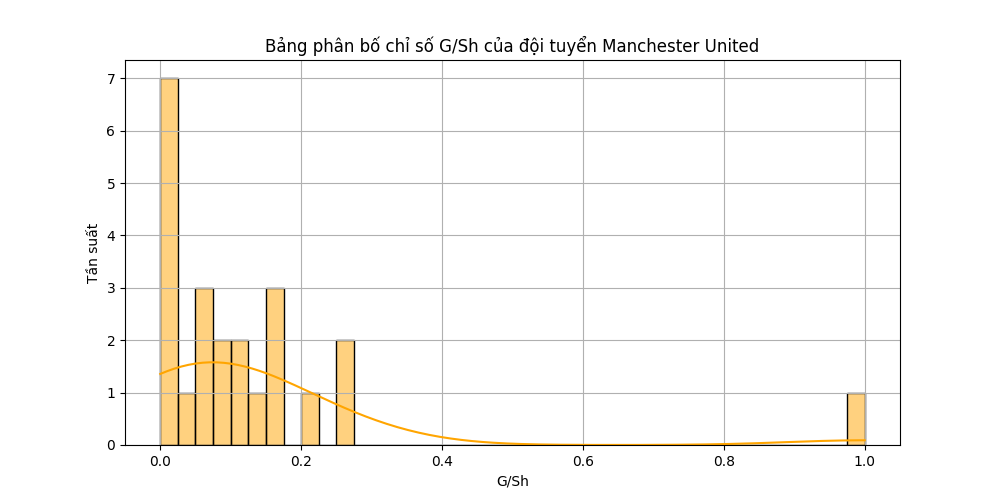 Bảng phân bố chỉ số G/Sh của đội tuyển Manchester United
Tần suất
7
6
5
4
3
2
1
0
0.0 0.2 0.4 0.6 0.8 1.0
G/Sh